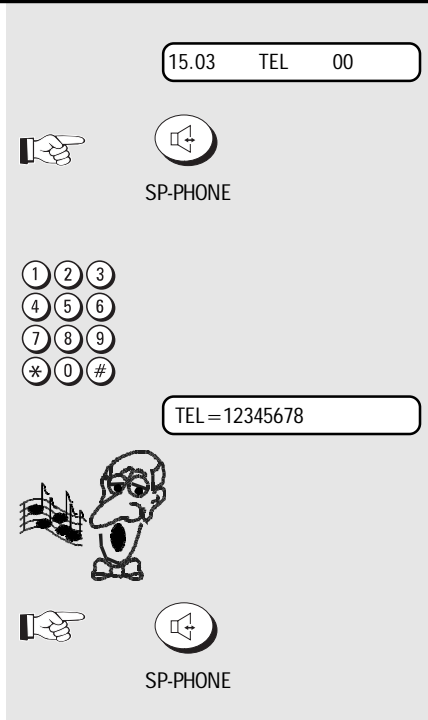 15.03 TEL 00
SP-PHONE
1 2 3
4 5 6
7 8 9
* 0 #
TEL=12345678
SP-PHONE